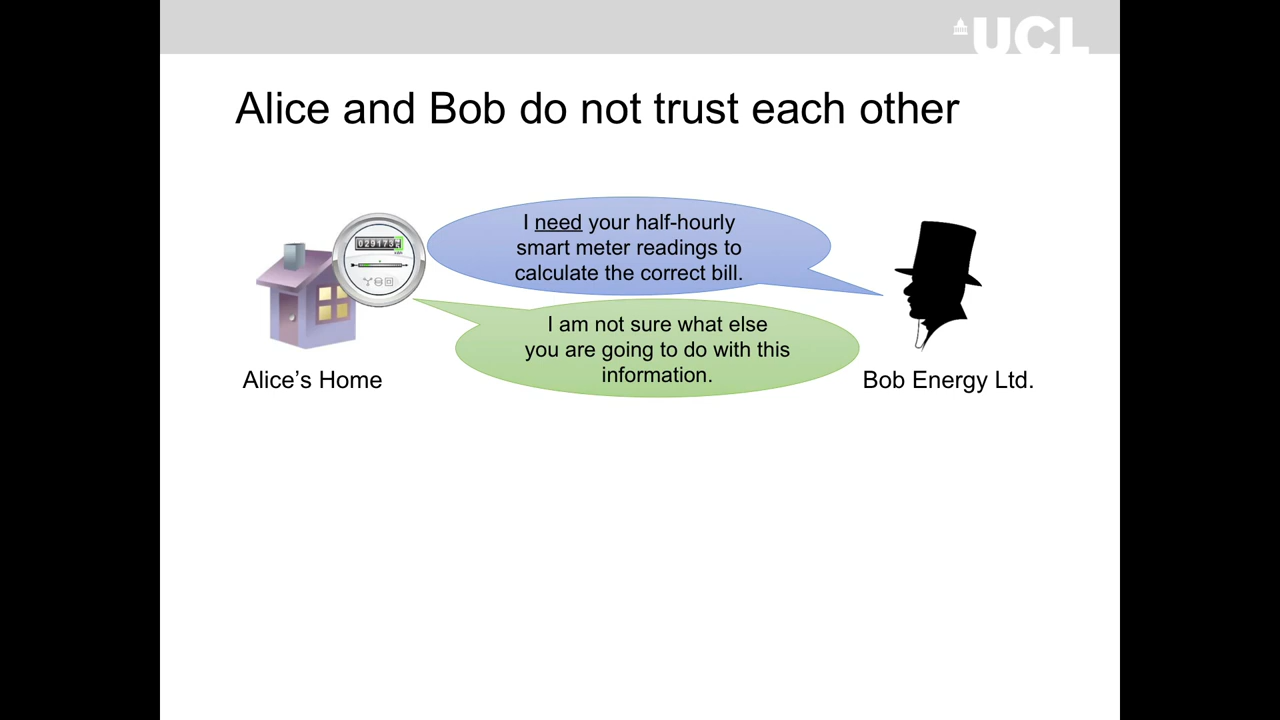 UCL
Alice and Bob do not trust each other
I need your half-hourly
smart meter readings to
calculate the correct bill.
I am not sure what else
you are going to do with this
information.
Alice’s Home
Bob Energy Ltd.